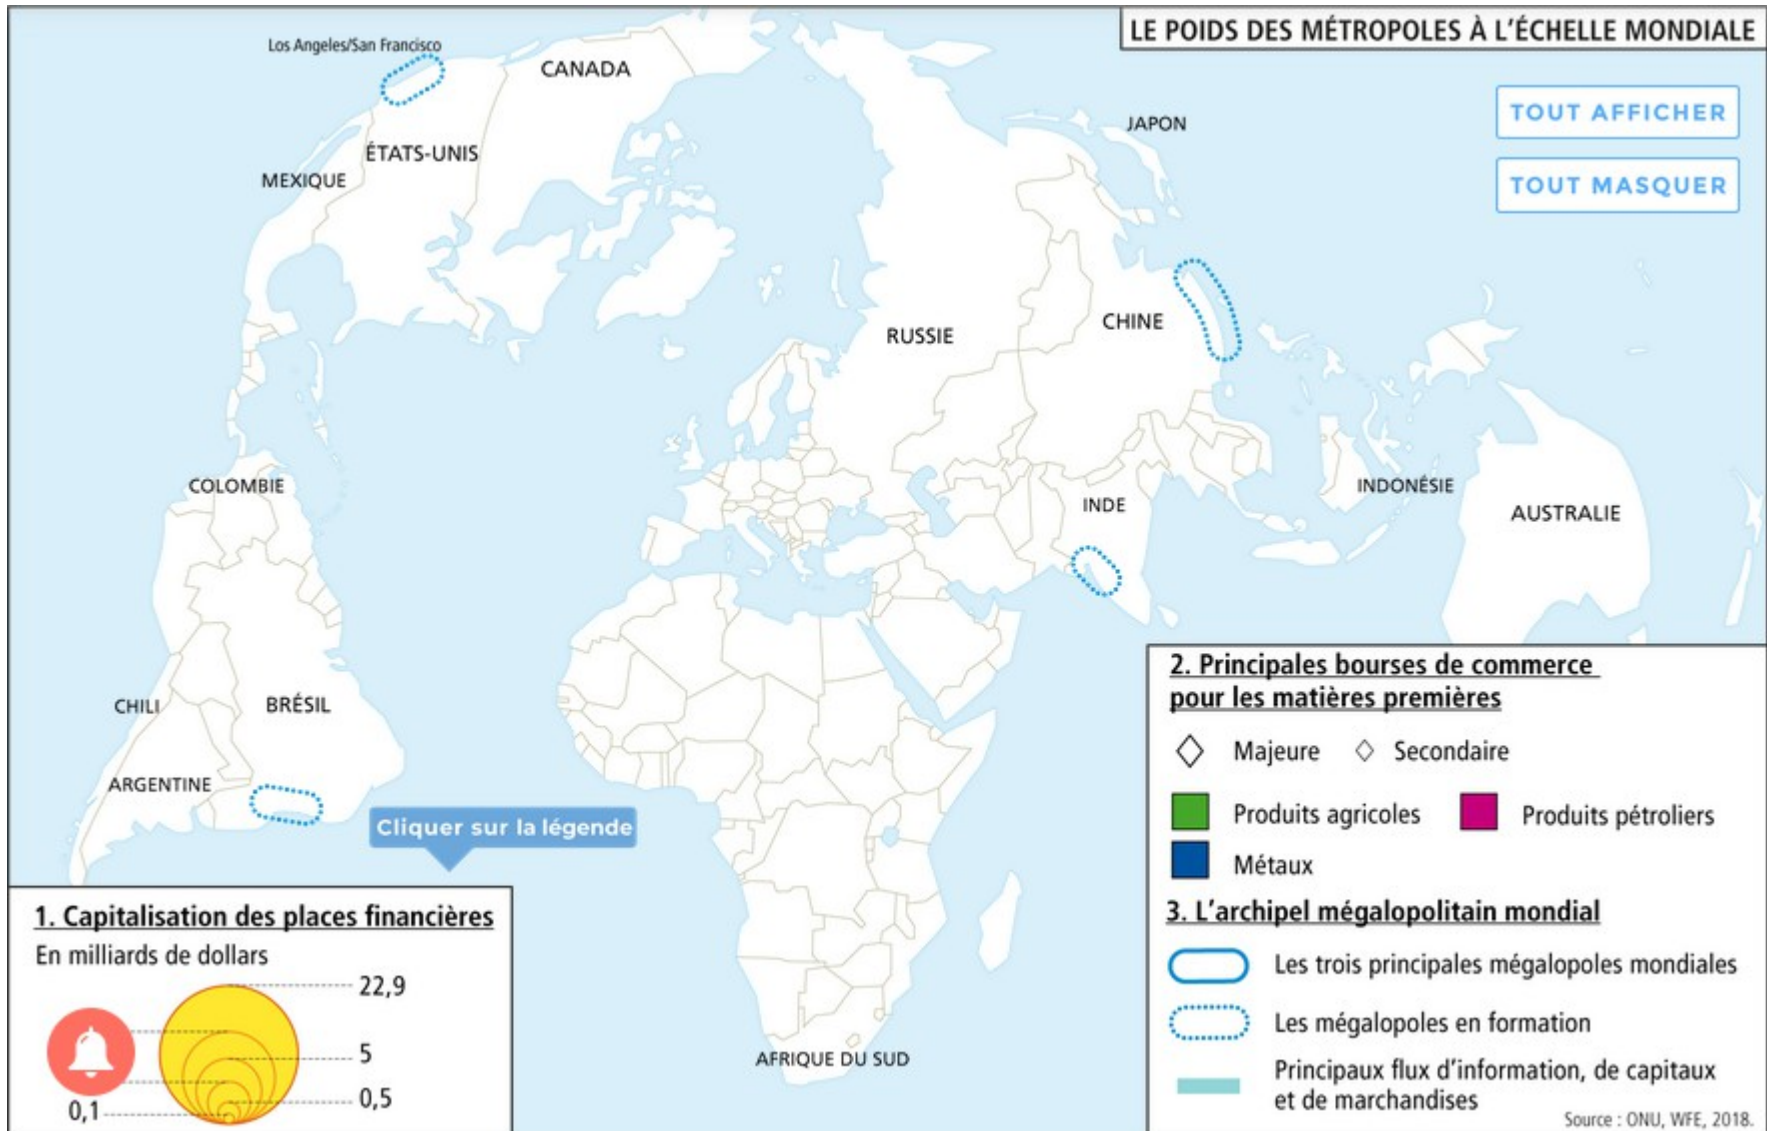 LE POIDS DES MÉTROPOLES À L'ÉCHELLE MONDIALE
Los Angeles/San Francisco
CANADA
TOUT AFFICHER
JAPON
ÉTATS-UNIS
MEXIQUE
TOUT MASQUER
CHINE
RUSSIE
COLOMBIE
INDONÉSIE
INDE
AUSTRALIE
CHILI
BRÉSIL
ARGENTINE
Cliquer sur la légende
AFRIQUE DU SUD
1. Capitalisation des places financières
En milliards de dollars
22,9
5
0,5
0,1
2. Principales bourses de commerce
pour les matières premières
Majeure
Secondaire
Produits agricoles
Produits pétroliers
Métaux
3. L'archipel mégalopolitain mondial
Les trois principales mégalopoles mondiales
Les mégalopoles en formation
Principaux flux d'information, de capitaux
et de marchandises
Source : ONU, WFE, 2018.